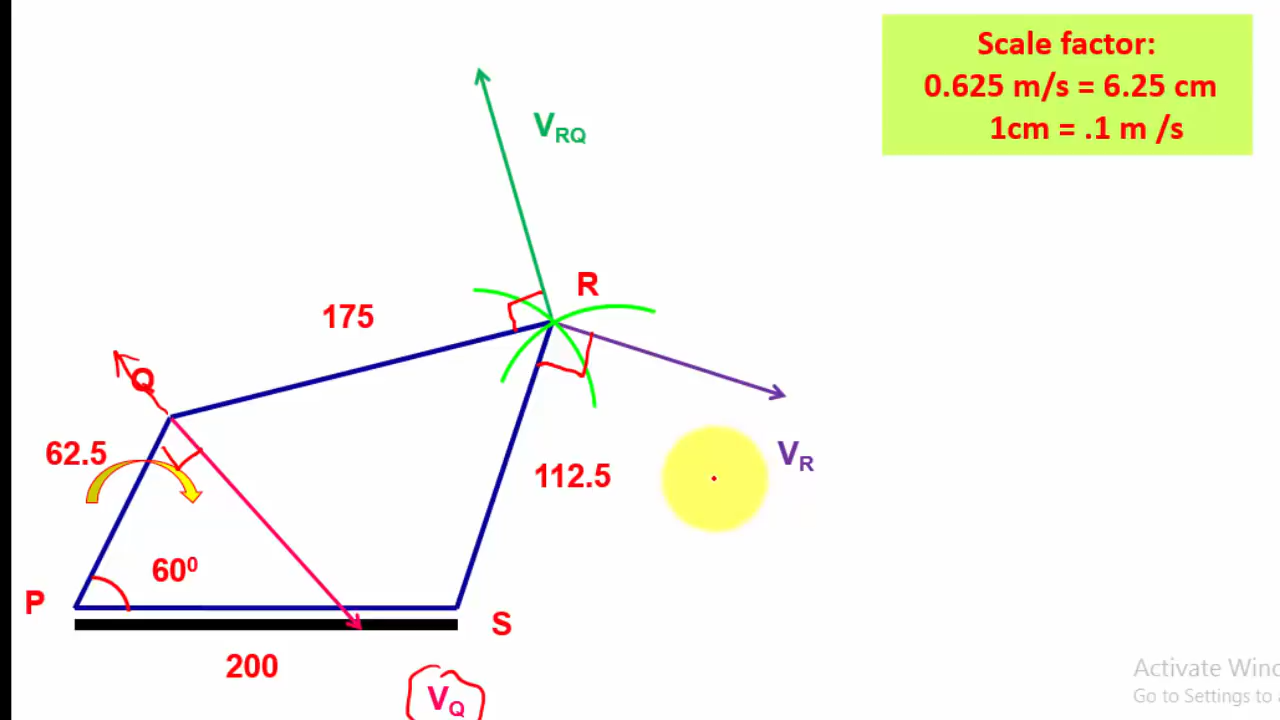 Scale factor:
0.625 m/s = 6.25 cm
1cm = .1 m /s
VRQ
R
175
Q
62.5
112.5
VR
60⁰
P
S
200
VQ
Activate Winc
Go to Settings to